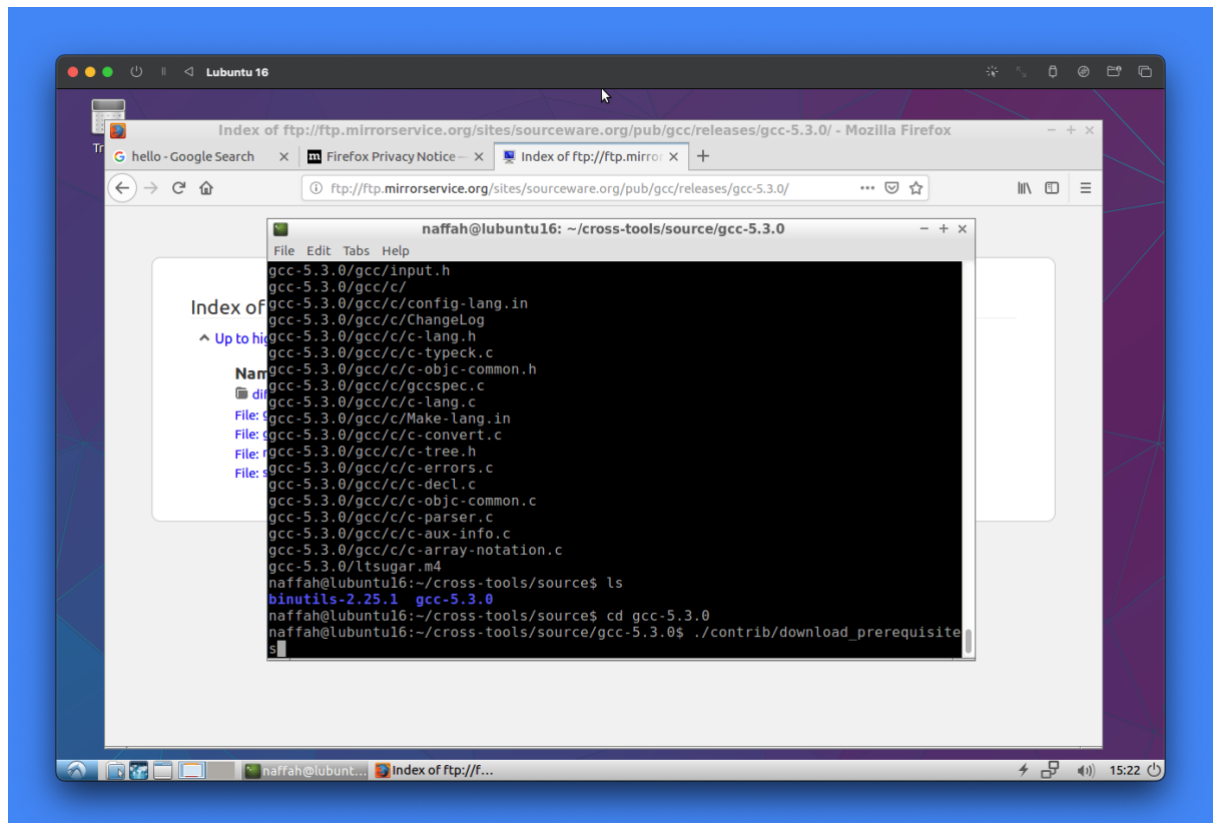 Lubuntu 16
Index of ftp://ftp.mirrorservice.org/sites/sourceware.org/pub/gcc/releases/gcc-5.3.0/ - Mozilla Firefox
hello - Google Search
Firefox Privacy Notice —
Index of ftp://ftp.mirror
ftp://ftp.mirrorservice.org/sites/sourceware.org/pub/gcc/releases/gcc-5.3.0/
naffah@lubuntu16: ~/cross-tools/source/gcc-5.3.0
File Edit Tabs Help
Index of
Up to hig
Nam
dif
File: g
File: g
File:
File: s
gcc-5.3.0/gcc/input.h
gcc-5.3.0/gcc/c/
gcc-5.3.0/gcc/c/config-lang.in
gcc-5.3.0/gcc/c/ChangeLog
gcc-5.3.0/gcc/c/c-lang.h
gcc-5.3.0/gcc/c/c-typeck.c
gcc-5.3.0/gcc/c/c-objc-common.h
gcc-5.3.0/gcc/c/gccspec.c
gcc-5.3.0/gcc/c/c-lang.c
gcc-5.3.0/gcc/c/Make-lang.in
gcc-5.3.0/gcc/c/c-convert.c
gcc-5.3.0/gcc/c/c-tree.h
gcc-5.3.0/gcc/c/c-errors.c
gcc-5.3.0/gcc/c/c-decl.c
gcc-5.3.0/gcc/c/c-objc-common.c
gcc-5.3.0/gcc/c/c-parser.c
gcc-5.3.0/gcc/c/c-aux-info.c
gcc-5.3.0/gcc/c/c-array-notation.c
gcc-5.3.0/ltsugar.m4
naffah@lubuntu16:~/cross-tools/source$ ls
binutils-2.25.1 gcc-5.3.0
naffah@lubuntu16:~/cross-tools/source$ cd gcc-5.3.0
naffah@lubuntu16:~/cross-tools/source/gcc-5.3.0$ ./contrib/download_prerequisite
s
naffah@lubunt...
Index of ftp://f...
15:22